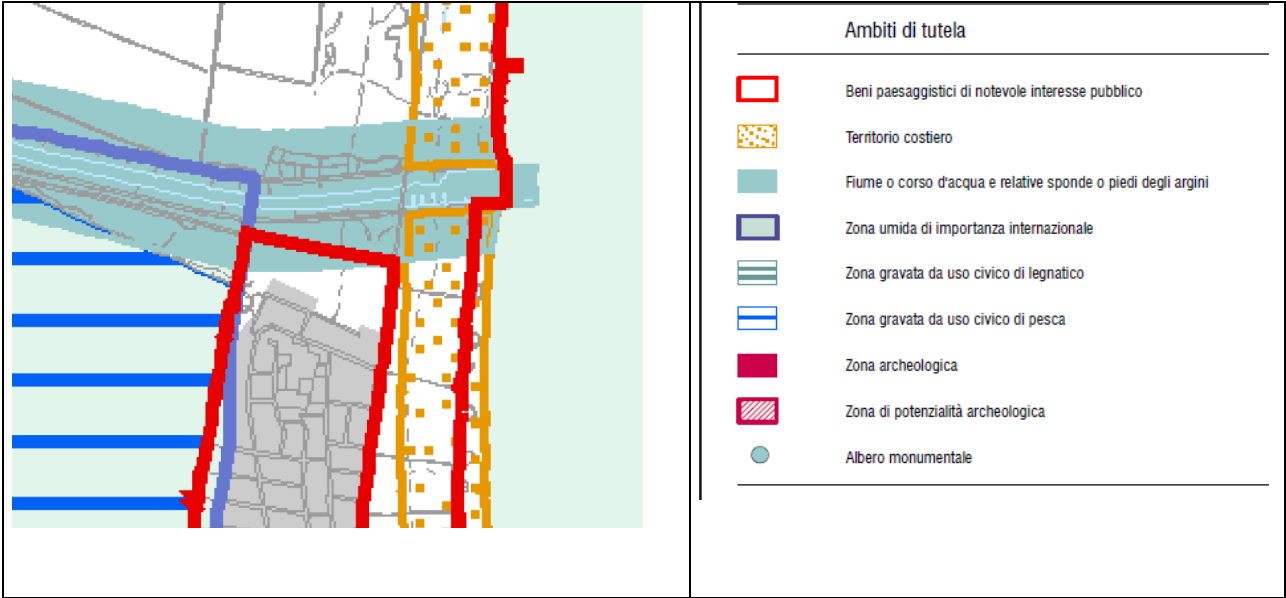 Ambiti di tutela
Beni paesaggistici di notevole interesse pubblico
Territorio costiero
Fiume o corso d'acqua e relative sponde o piedi degli argini
Zona umida di importanza internazionale
Zona gravata da uso civico di legnatico
Zona gravata da uso civico di pesca
Zona archeologica
Zona di potenzialità archeologica
Albero monumentale